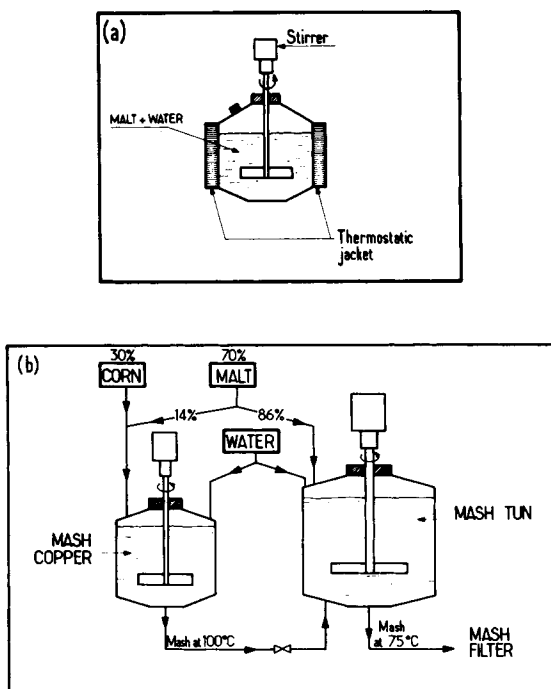 (a)
Stirrer
MALT + WATER
Thermostatic
jacket
(b)
30%
CORN
70%
MALT
14%
86%
WATER
MASH
COPPER
MASH TUN
Mash at 100°C
Mash
at 75°C
MASH
FILTER